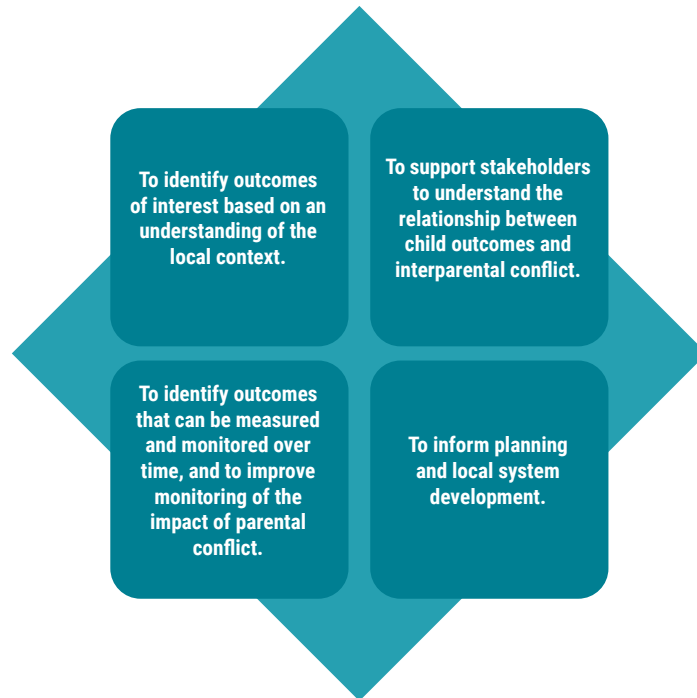 To identify outcomes
of interest based on an
understanding of the
local context.
To support stakeholders
to understand the
relationship between
child outcomes and
interparental conflict.
To identify outcomes
that can be measured
and monitored over
time, and to improve
monitoring of the
impact of parental
conflict.
To inform planning
and local system
development.